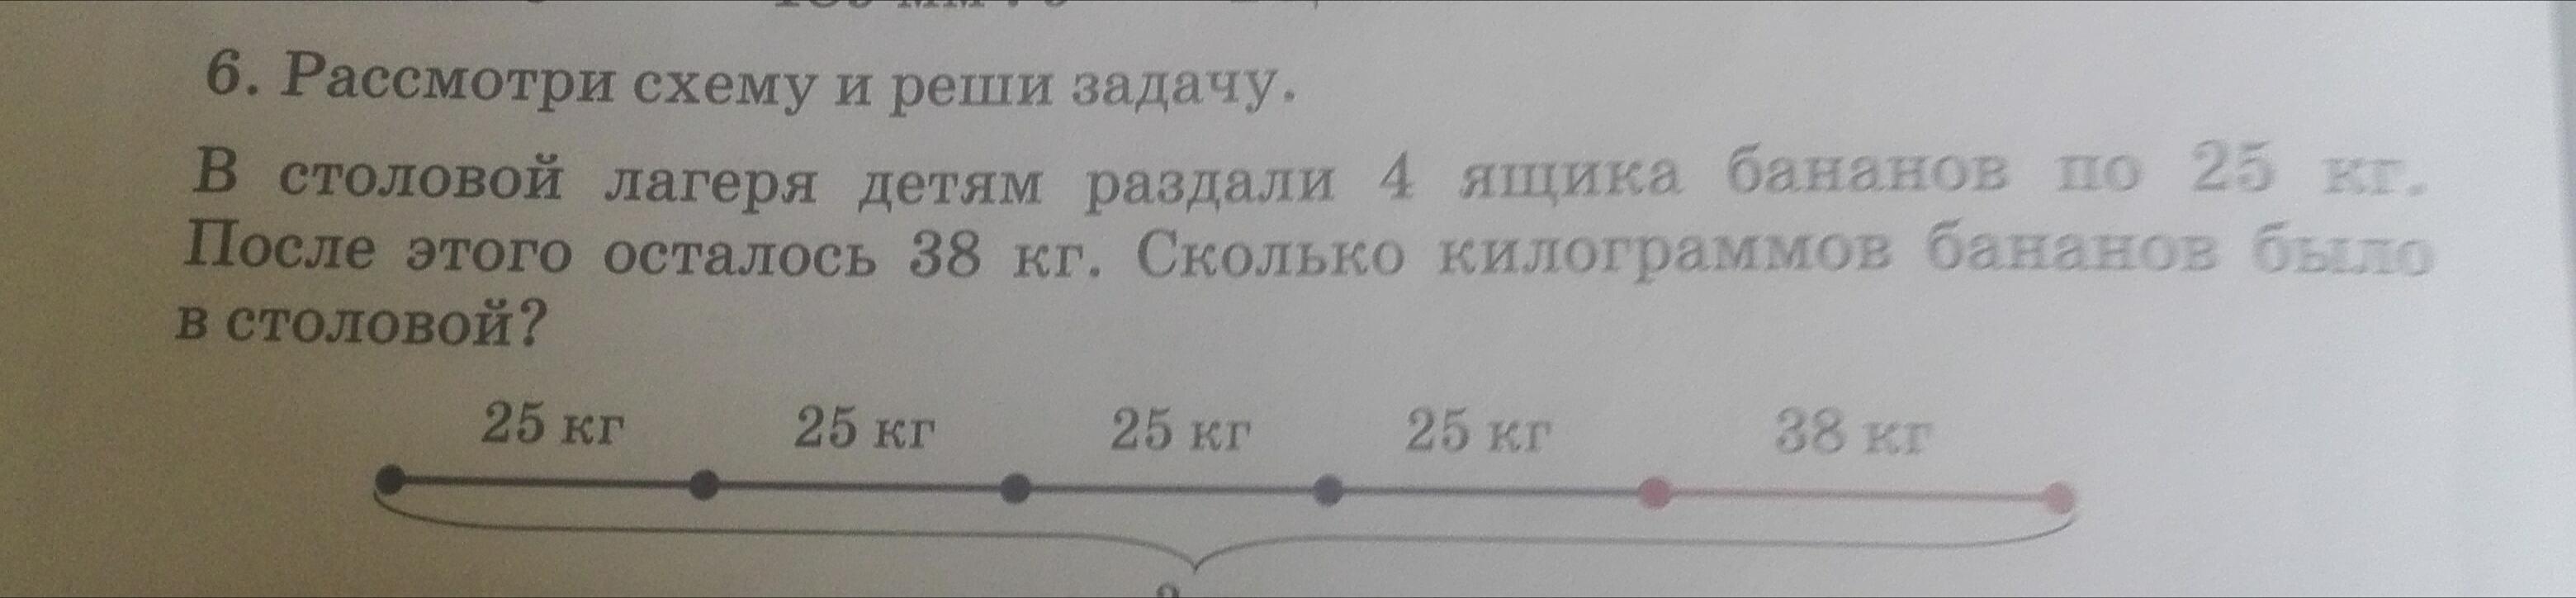 6. Рассмотри схему и реши задачу.
В столовой лагеря детям раздали 4 ящика бананов по 25 кг.
После этого осталось 38 кг. Сколько килограммов бананов было
в столовой?
25 кг 25 кг 25 кг 25 кг 38 кг
?